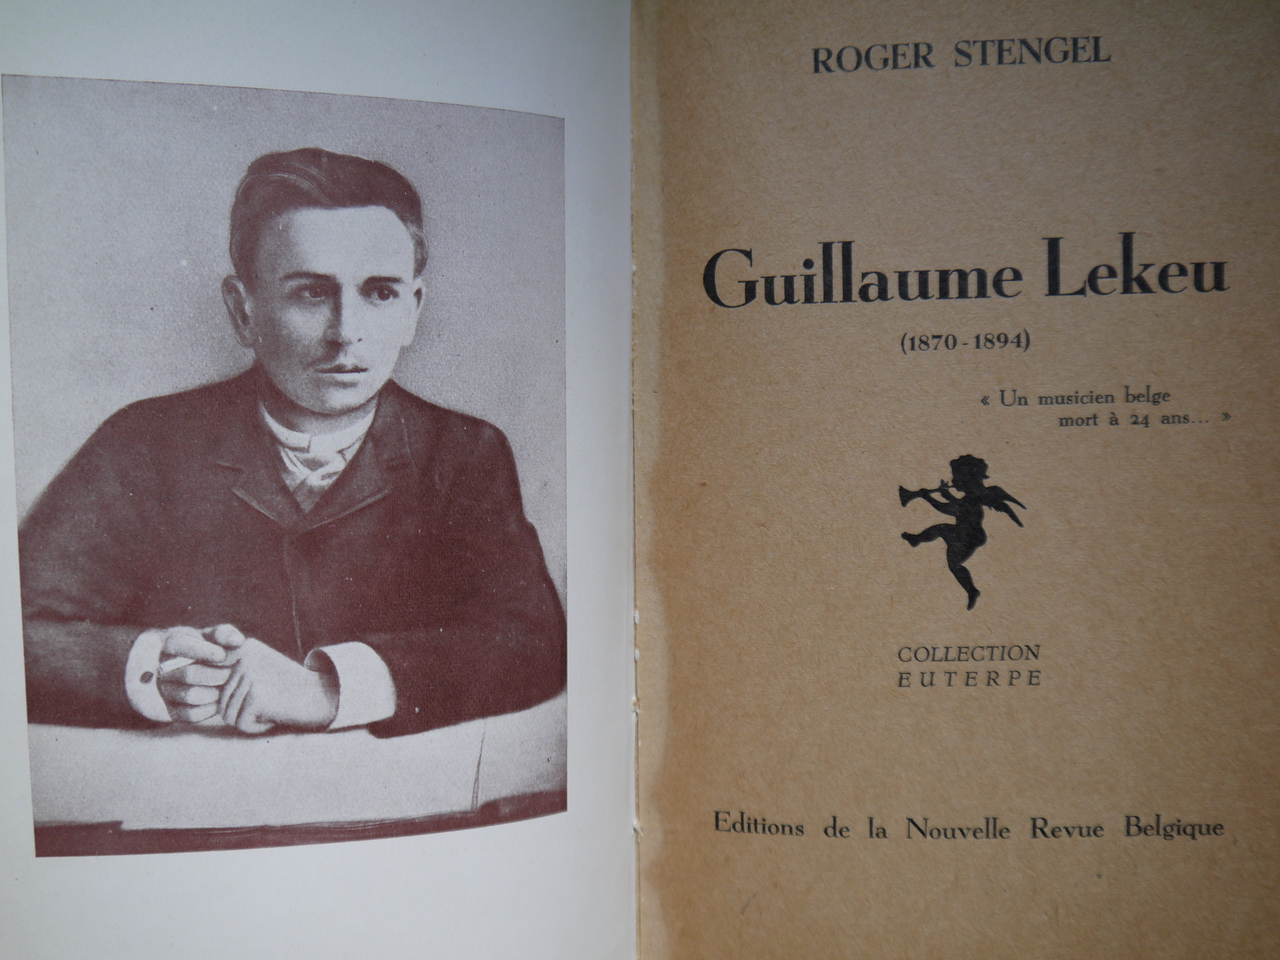 ROGER STENGEL
Guillaume Lekeu
(1870-1894)
« Un musicien belge
mort à 24 ans... »
COLLECTION
EUTERPE
Editions de la Nouvelle Revue Belgique